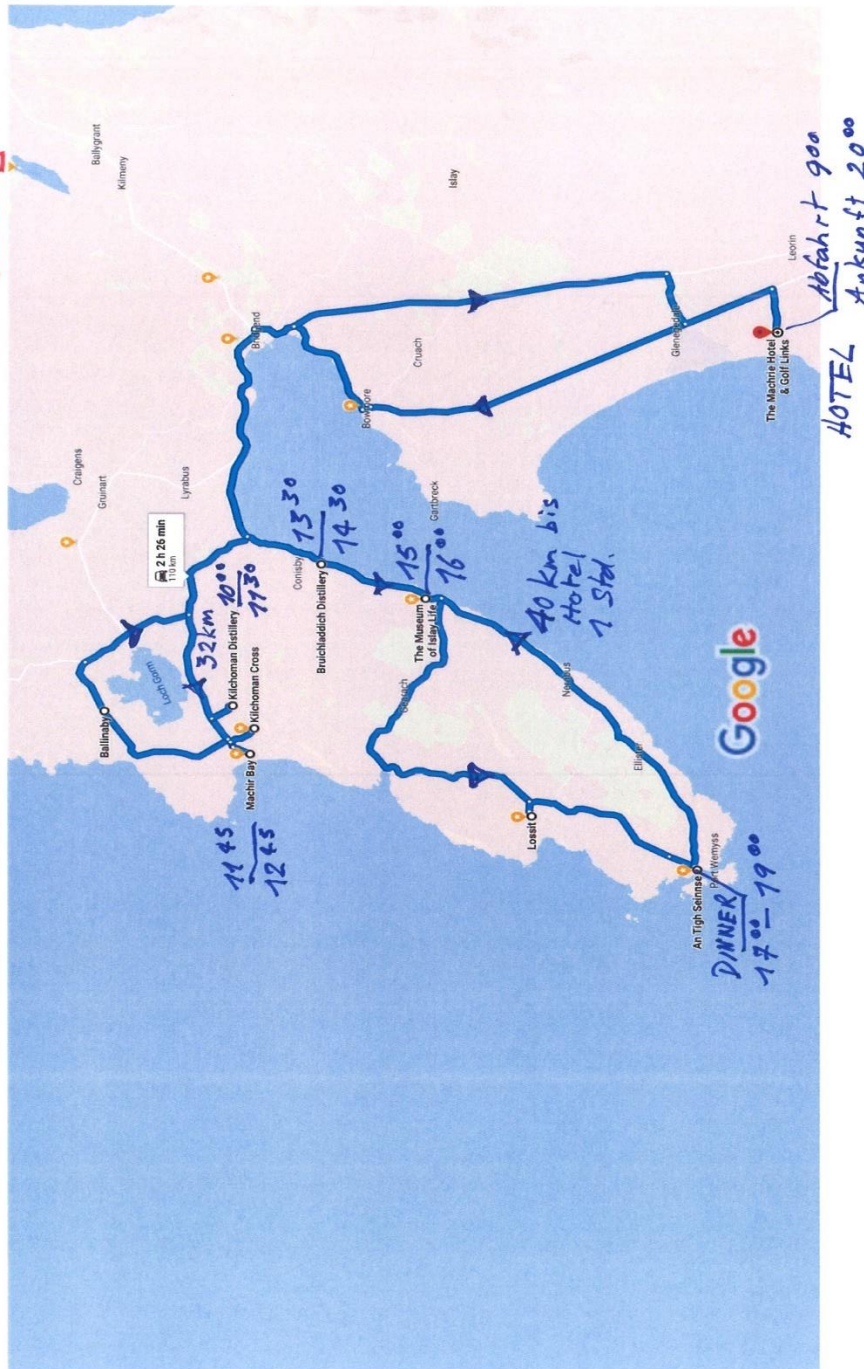 Ballygrant
Kilmeny
Craigens
Gruinart
Lyrabus
Bridgend
Islay
Cruach
Bowmore
Leorin
Glenegedale
The Machrie Hotel
& Golf Links
HOTEL
Abfahrt 9⁰⁰
Ankunft 20⁰⁰
2 h 26 min
110 km
Ballinaby
Loch Gorm
32km
Kilchoman Distillery
10⁰⁰
11³⁰
Kilchoman Cross
Machir Bay
11⁴⁵
12⁴⁵
Conisby
Bruichladdich Distillery
13³⁰
14³⁰
Gartbreck
The Museum
of Islay Life
15⁰⁰
16⁰⁰
40 km bis
Hotel
1 Std.
Nerabus
Ellister
Lossit
An Tigh Seinnse
Port Wemyss
DINNER
17⁰⁰ – 19⁰⁰
Google